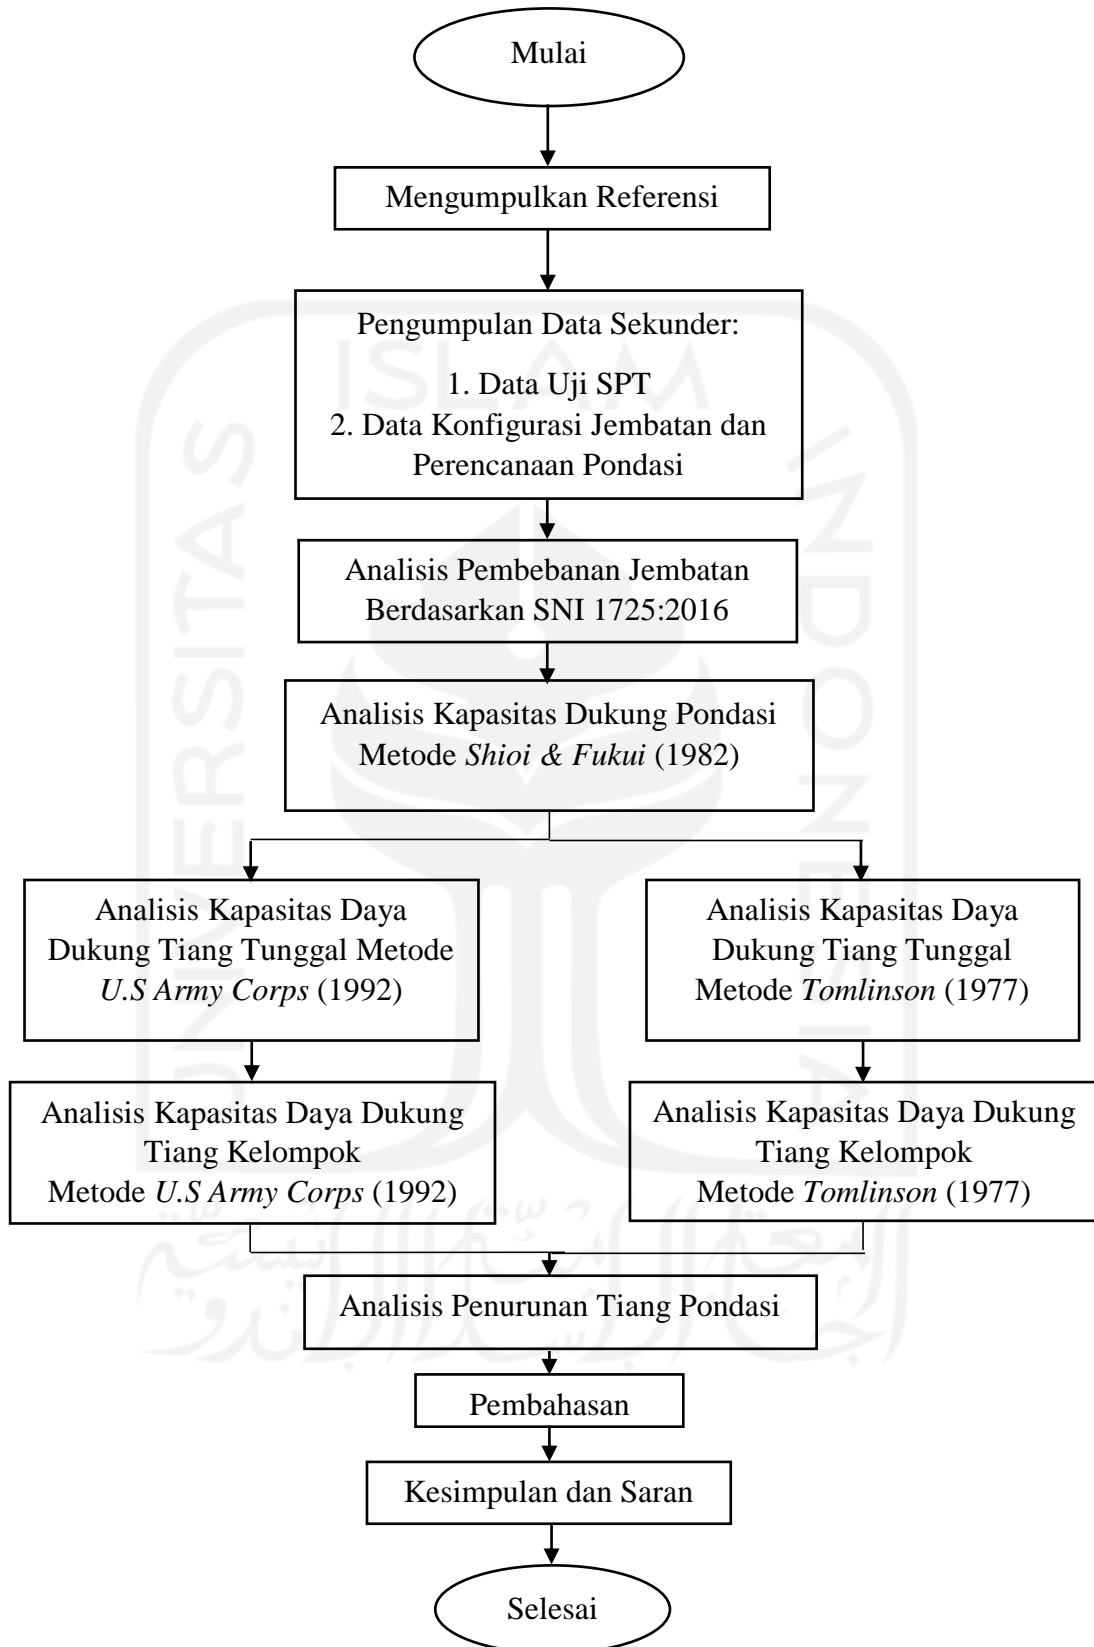 Mulai
Mengumpulkan Referensi
Pengumpulan Data Sekunder:
1. Data Uji SPT
2. Data Konfigurasi Jembatan dan
Perencanaan Pondasi
Analisis Pembebanan Jembatan
Berdasarkan SNI 1725:2016
Analisis Kapasitas Dukung Pondasi
Metode Shioi & Fukui (1982)
Analisis Kapasitas Daya
Dukung Tiang Tunggal Metode
U.S Army Corps (1992)
Analisis Kapasitas Daya
Dukung Tiang Tunggal
Metode Tomlinson (1977)
Analisis Kapasitas Daya Dukung
Tiang Kelompok
Metode U.S Army Corps (1992)
Analisis Kapasitas Daya Dukung
Tiang Kelompok
Metode Tomlinson (1977)
Analisis Penurunan Tiang Pondasi
Pembahasan
Kesimpulan dan Saran
Selesai
UNIVERSITAS
ISLAM
INDONESIA